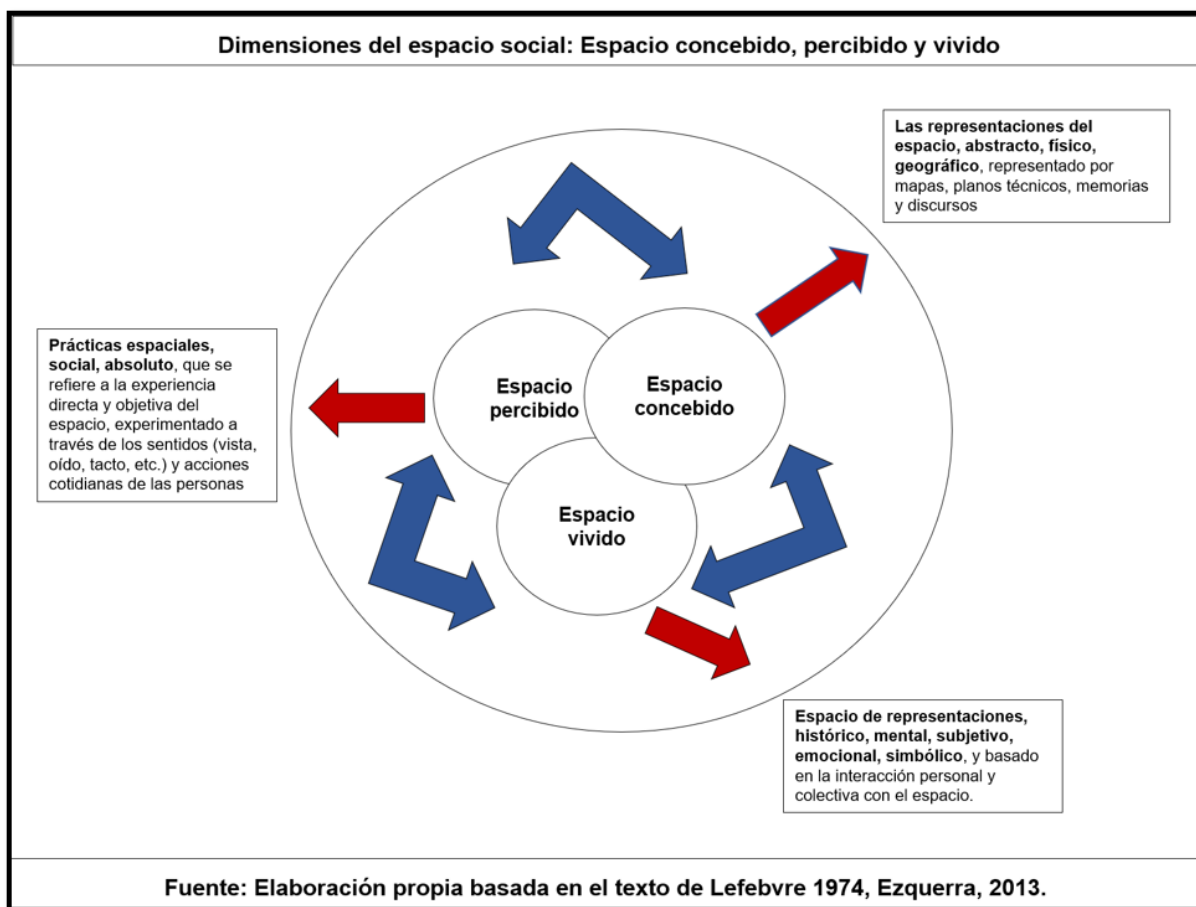 Dimensiones del espacio social: Espacio concebido, percibido y vivido
Las representaciones del
espacio, abstracto, físico,
geográfico, representado por
mapas, planos técnicos, memorias
y discursos
Prácticas espaciales,
social, absoluto, que se
refiere a la experiencia
directa y objetiva del
espacio, experimentado a
través de los sentidos (vista,
oído, tacto, etc.) y acciones
cotidianas de las personas
Espacio
percibido
Espacio
concebido
Espacio
vivido
Espacio de representaciones,
histórico, mental, subjetivo,
emocional, simbólico, y basado
en la interacción personal y
colectiva con el espacio.
Fuente: Elaboración propia basada en el texto de Lefebvre 1974, Ezquerra, 2013.